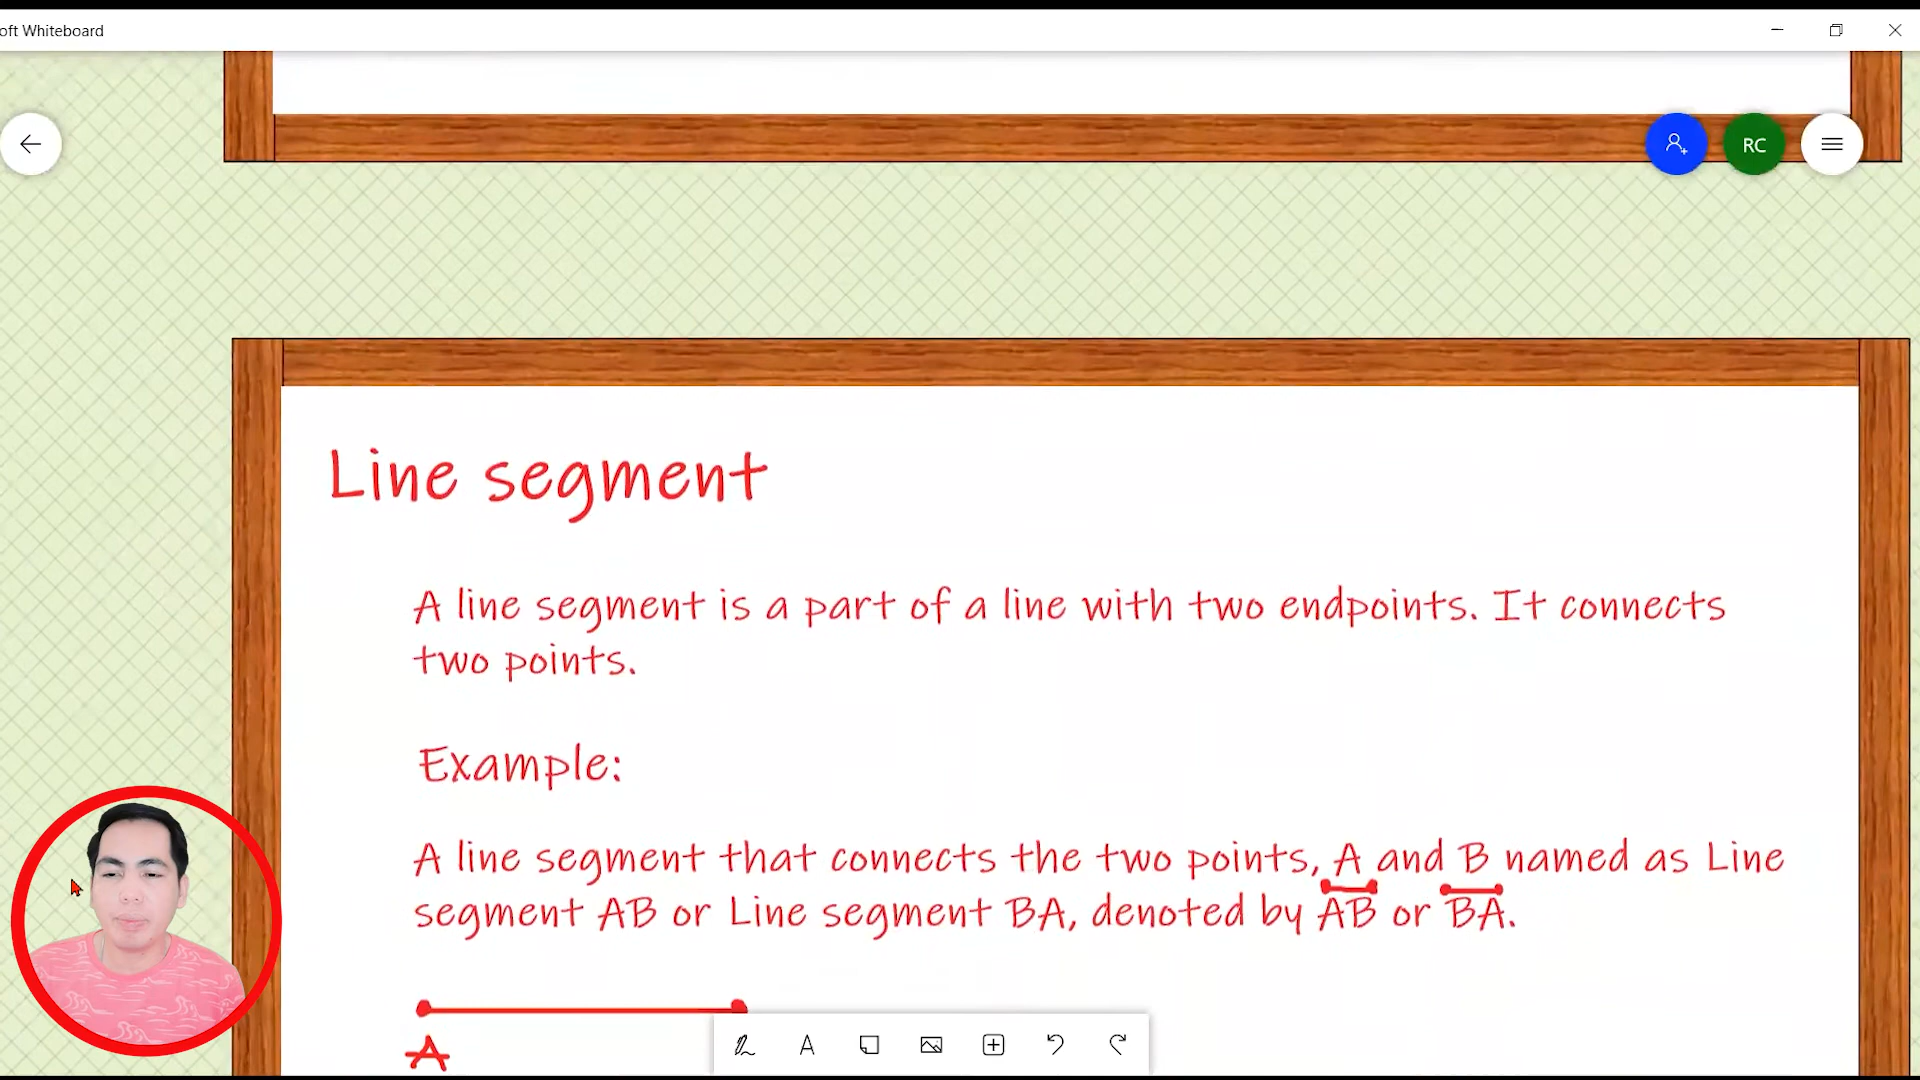 oft Whiteboard
RC
Line segment
A line segment is a part of a line with two endpoints. It connects
two points.
Example:
A line segment that connects the two points, A and B named as Line
segment AB or Line segment BA, denoted by AB or BA.
A
A